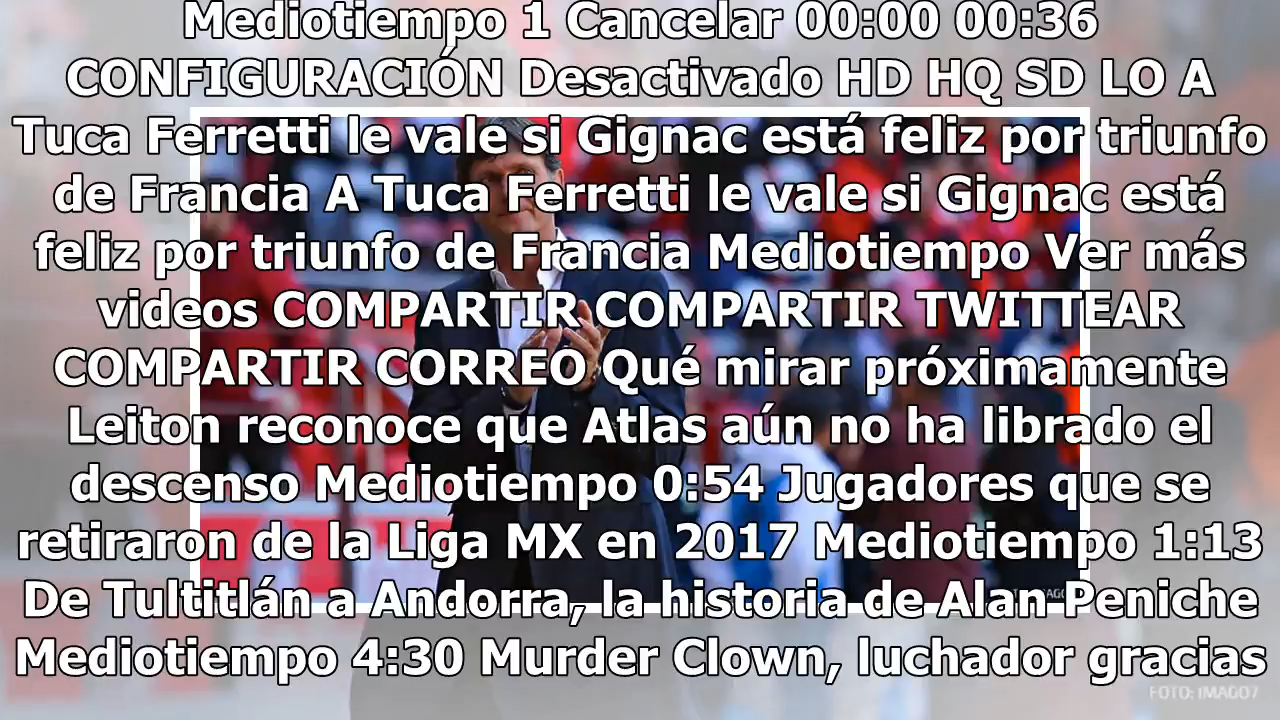 Mediotiempo 1 Cancelar 00:00 00:36
CONFIGURACIÓN Desactivado HD HQ SD LO A
Tuca Ferretti le vale si Gignac está feliz por triunfo
de Francia A Tuca Ferretti le vale si Gignac está
feliz por triunfo de Francia Mediotiempo Ver más
videos COMPARTIR COMPARTIR TWITTEAR
COMPARTIR CORREO Qué mirar próximamente
Leiton reconoce que Atlas aún no ha librado el
descenso Mediotiempo 0:54 Jugadores que se
retiraron de la Liga MX en 2017 Mediotiempo 1:13
De Tultitlán a Andorra, la historia de Alan Peniche
Mediotiempo 4:30 Murder Clown, luchador gracias
FOTO: IMAGO7